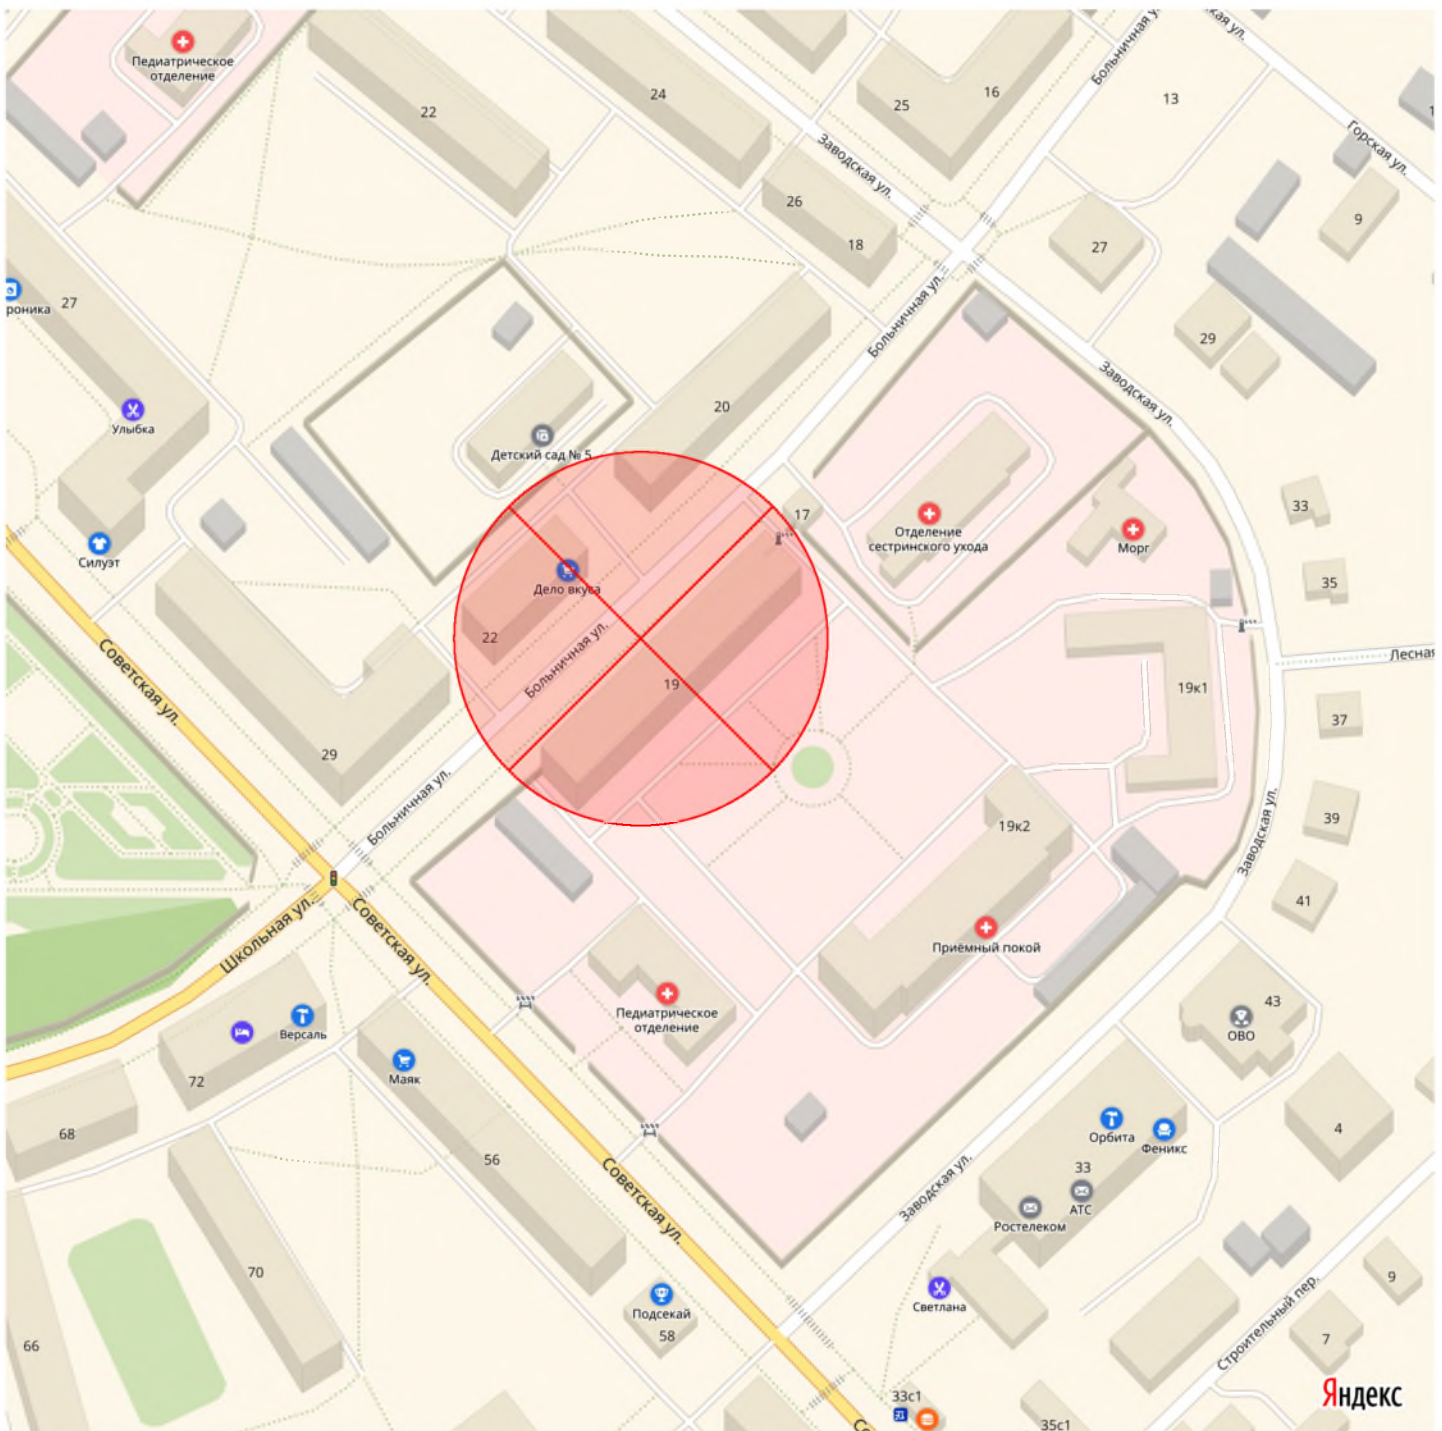 Больничная ул.
ская ул.
Педиатрическое
отделение
24
16
25
13
22
Горская ул.
Заводская ул.
26
18
9
27
27
роника
Больничная ул.
29
Заводская ул.
20
Улыбка
Детский сад № 5
33
17
Отделение
сестринского ухода
Морг
Силуэт
Дело вкуса
35
22
Больничная ул.
Лесная
Советская ул.
19
19к1
37
29
Больничная ул.
19к2
39
Заводская ул.
41
Школьная ул.
Советская ул.
Приёмный покой
43
Педиатрическое
отделение
Версаль
ОВО
Маяк
72
Орбита
Феникс
4
68
56
33
Советская ул.
Заводская ул.
АТС
Ростелеком
70
9
Светлана
Подсекай
58
Строительный пер.
7
66
Яндекс
33с1
35с1
Со